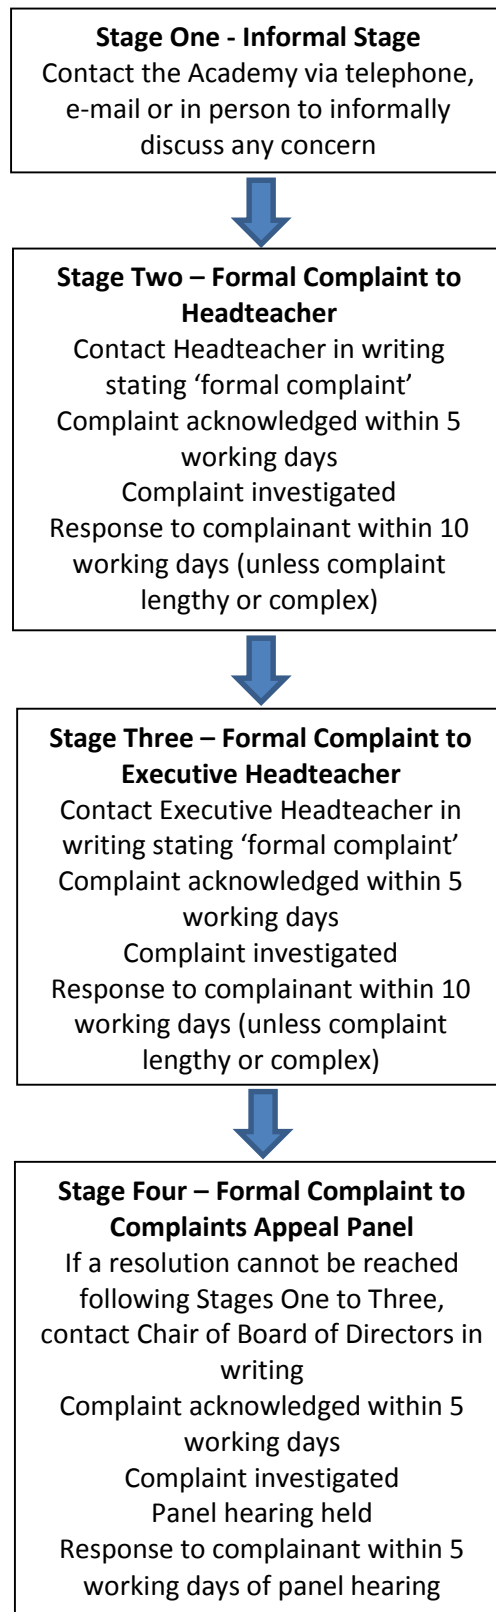 Stage One - Informal Stage
Contact the Academy via telephone,
e-mail or in person to informally
discuss any concern
Stage Two – Formal Complaint to
Headteacher
Contact Headteacher in writing
stating ‘formal complaint’
Complaint acknowledged within 5
working days
Complaint investigated
Response to complainant within 10
working days (unless complaint
lengthy or complex)
Stage Three – Formal Complaint to
Executive Headteacher
Contact Executive Headteacher in
writing stating ‘formal complaint’
Complaint acknowledged within 5
working days
Complaint investigated
Response to complainant within 10
working days (unless complaint
lengthy or complex)
Stage Four – Formal Complaint to
Complaints Appeal Panel
If a resolution cannot be reached
following Stages One to Three,
contact Chair of Board of Directors in
writing
Complaint acknowledged within 5
working days
Complaint investigated
Panel hearing held
Response to complainant within 5
working days of panel hearing